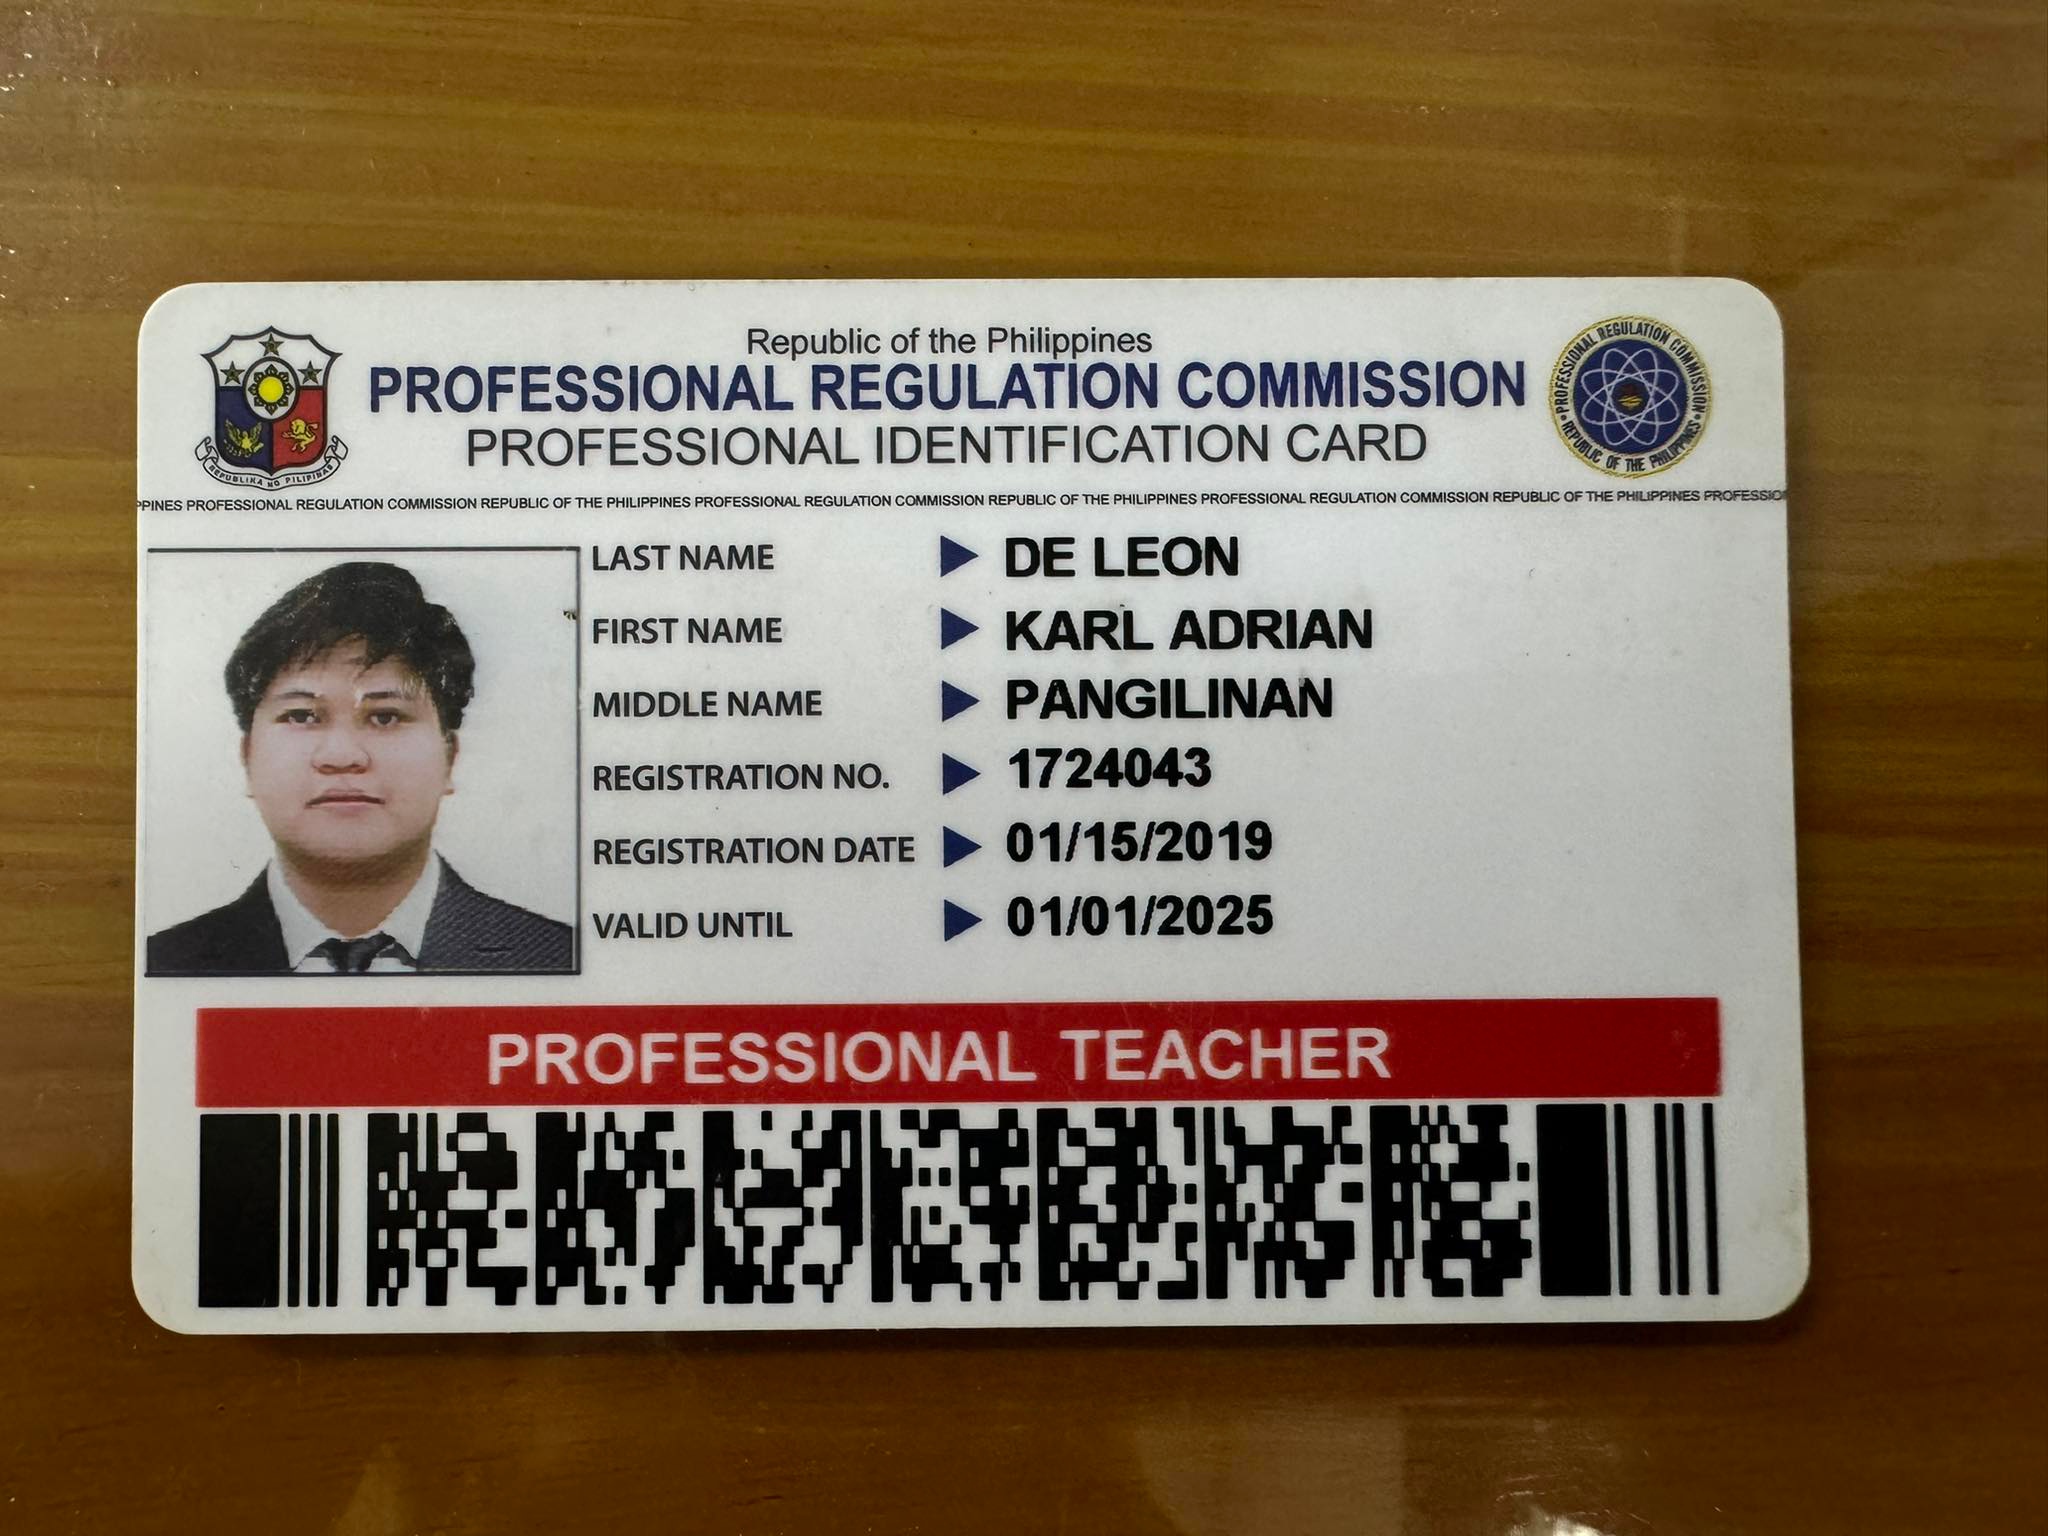 Republic of the Philippines
PROFESSIONAL REGULATION COMMISSION
PROFESSIONAL IDENTIFICATION CARD
REPUBLIKA NG PILIPINAS
PROFESSIONAL REGULATION COMMISSION
REPUBLIC OF THE PHILIPPINES
PPINES PROFESSIONAL REGULATION COMMISSION REPUBLIC OF THE PHILIPPINES PROFESSIONAL REGULATION COMMISSION REPUBLIC OF THE PHILIPPINES PROFESSIONAL REGULATION COMMISSION REPUBLIC OF THE PHILIPPINES PROFESSIO
LAST NAME DE LEON
FIRST NAME KARL ADRIAN
MIDDLE NAME PANGILINAN
REGISTRATION NO. 1724043
REGISTRATION DATE 01/15/2019
VALID UNTIL 01/01/2025
PROFESSIONAL TEACHER